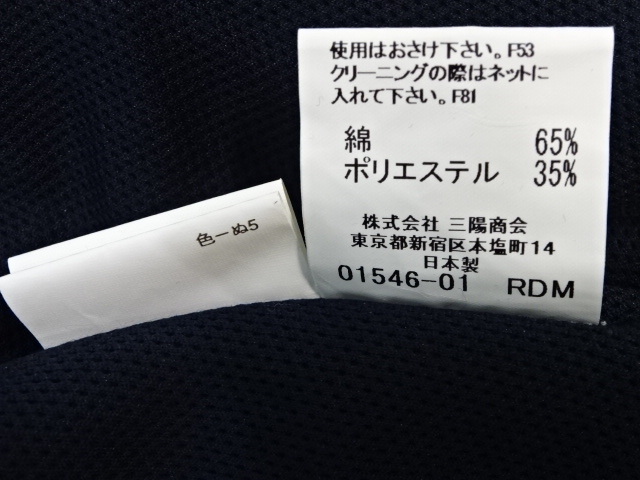 使用はおさけ下さい。F53
クリーニングの際はネットに
入れて下さい。F81
綿 65%
ポリエステル 35%
株式会社 三陽商会
東京都新宿区本塩町14
日本製
01546-01 RDM
色ーぬ5